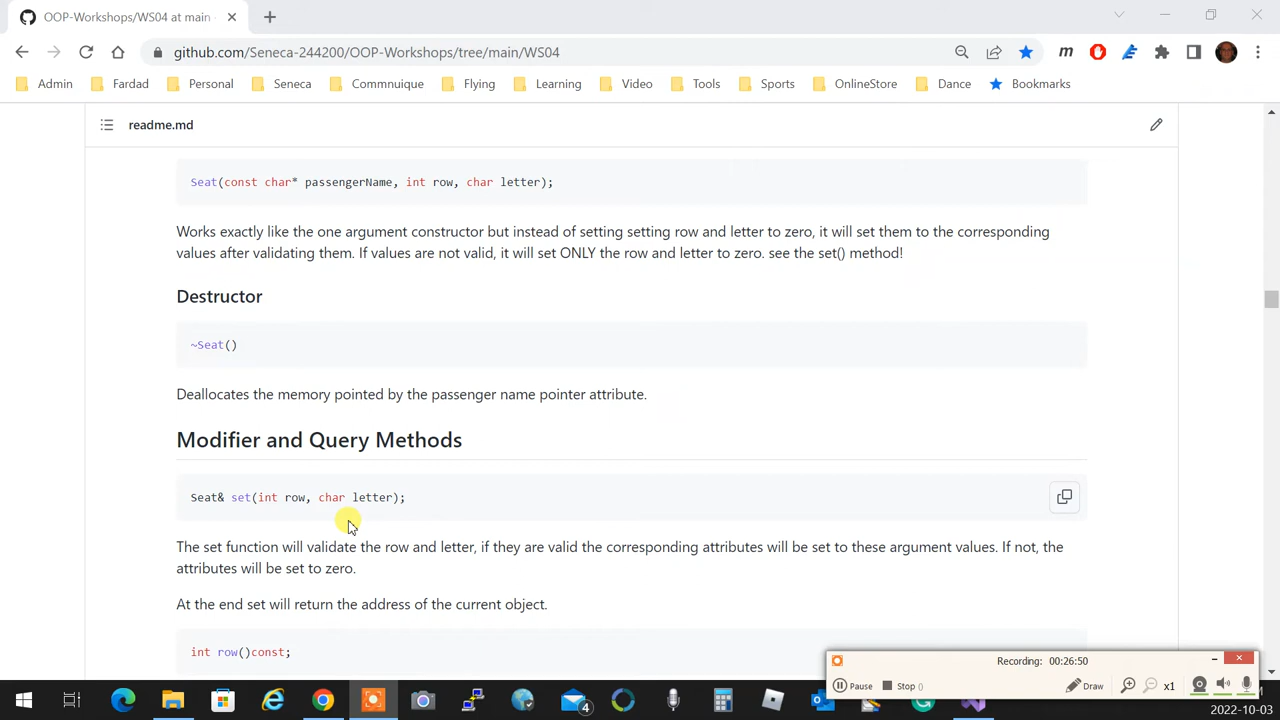 OOP-Workshops/WS04 at main
github.com/Seneca-244200/OOP-Workshops/tree/main/WS04
m
Admin Fardad Personal Seneca Commnuique Flying Learning Video Tools Sports OnlineStore Dance Bookmarks
readme.md
Seat(const char* passengerName, int row, char letter);
Works exactly like the one argument constructor but instead of setting setting row and letter to zero, it will set them to the corresponding
values after validating them. If values are not valid, it will set ONLY the row and letter to zero. see the set() method!
Destructor
~Seat()
Deallocates the memory pointed by the passenger name pointer attribute.
Modifier and Query Methods
Seat& set(int row, char letter);
The set function will validate the row and letter, if they are valid the corresponding attributes will be set to these argument values. If not, the
attributes will be set to zero.
At the end set will return the address of the current object.
int row()const;
Recording: 00:26:50
Pause Stop () Draw x1
4
2022-10-03